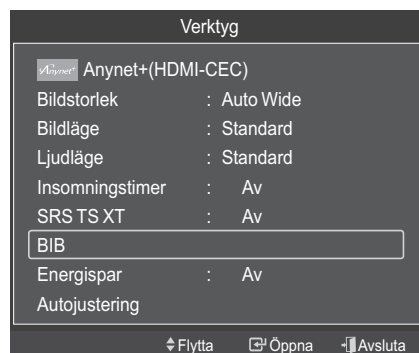 Verktyg
Anynet+ Anynet+(HDMI-CEC)
Bildstorlek : Auto Wide
Bildläge : Standard
Ljudläge : Standard
Insomningstimer : Av
SRS TS XT : Av
BIB
Energispar : Av
Autojustering
Flytta Öppna Avsluta